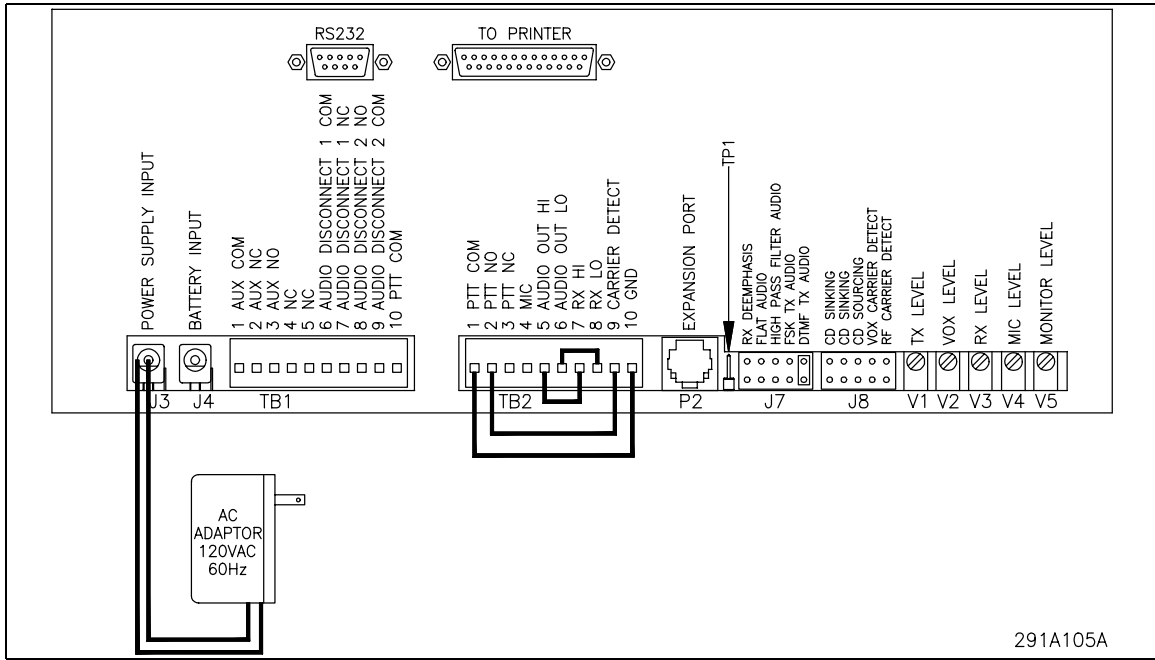 RS232
TO PRINTER
POWER SUPPLY INPUT
BATTERY INPUT
1 AUX COM
2 AUX NC
3 AUX NO
4 NC
5 NC
6 AUDIO DISCONNECT 1 COM
7 AUDIO DISCONNECT 1 NC
8 AUDIO DISCONNECT 2 NO
9 AUDIO DISCONNECT 2 COM
10 PTT COM
1 PTT COM
2 PTT NO
3 PTT NC
4 MIC
5 AUDIO OUT HI
6 AUDIO OUT LO
7 RX HI
8 RX LO
9 CARRIER DETECT
10 GND
EXPANSION PORT
TP1
RX DEEMPHASIS
FLAT AUDIO
HIGH PASS FILTER AUDIO
FSK TX AUDIO
DTMF TX AUDIO
CD SINKING
CD SINKING
CD SOURCING
VOX CARRIER DETECT
RF CARRIER DETECT
TX LEVEL
VOX LEVEL
RX LEVEL
MIC LEVEL
MONITOR LEVEL
J3
J4
TB1
TB2
P2
J7
J8
V1
V2
V3
V4
V5
AC
ADAPTOR
120VAC
60Hz
291A105A